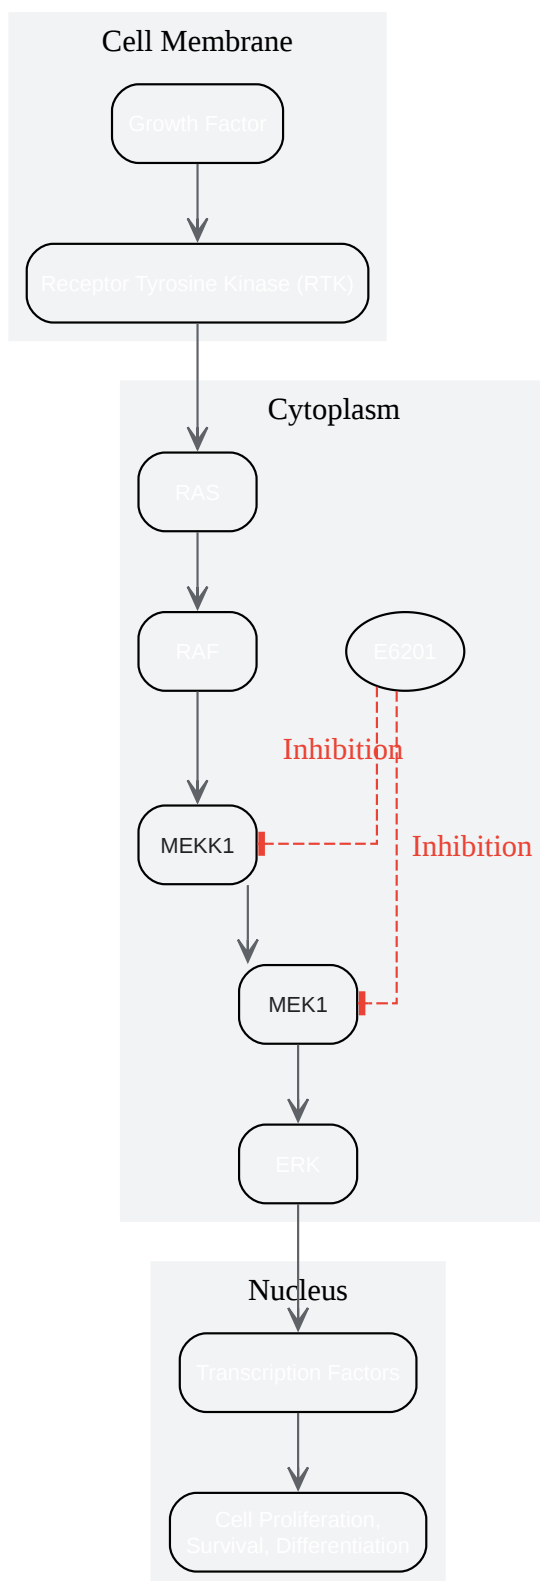 Cell Membrane
Growth Factor
Receptor Tyrosine Kinase (RTK)
Cytoplasm
RAS
RAF
E6201
Inhibition
MEKK1
Inhibition
MEK1
ERK
Nucleus
Transcription Factors
Cell Proliferation,
Survival, Differentiation